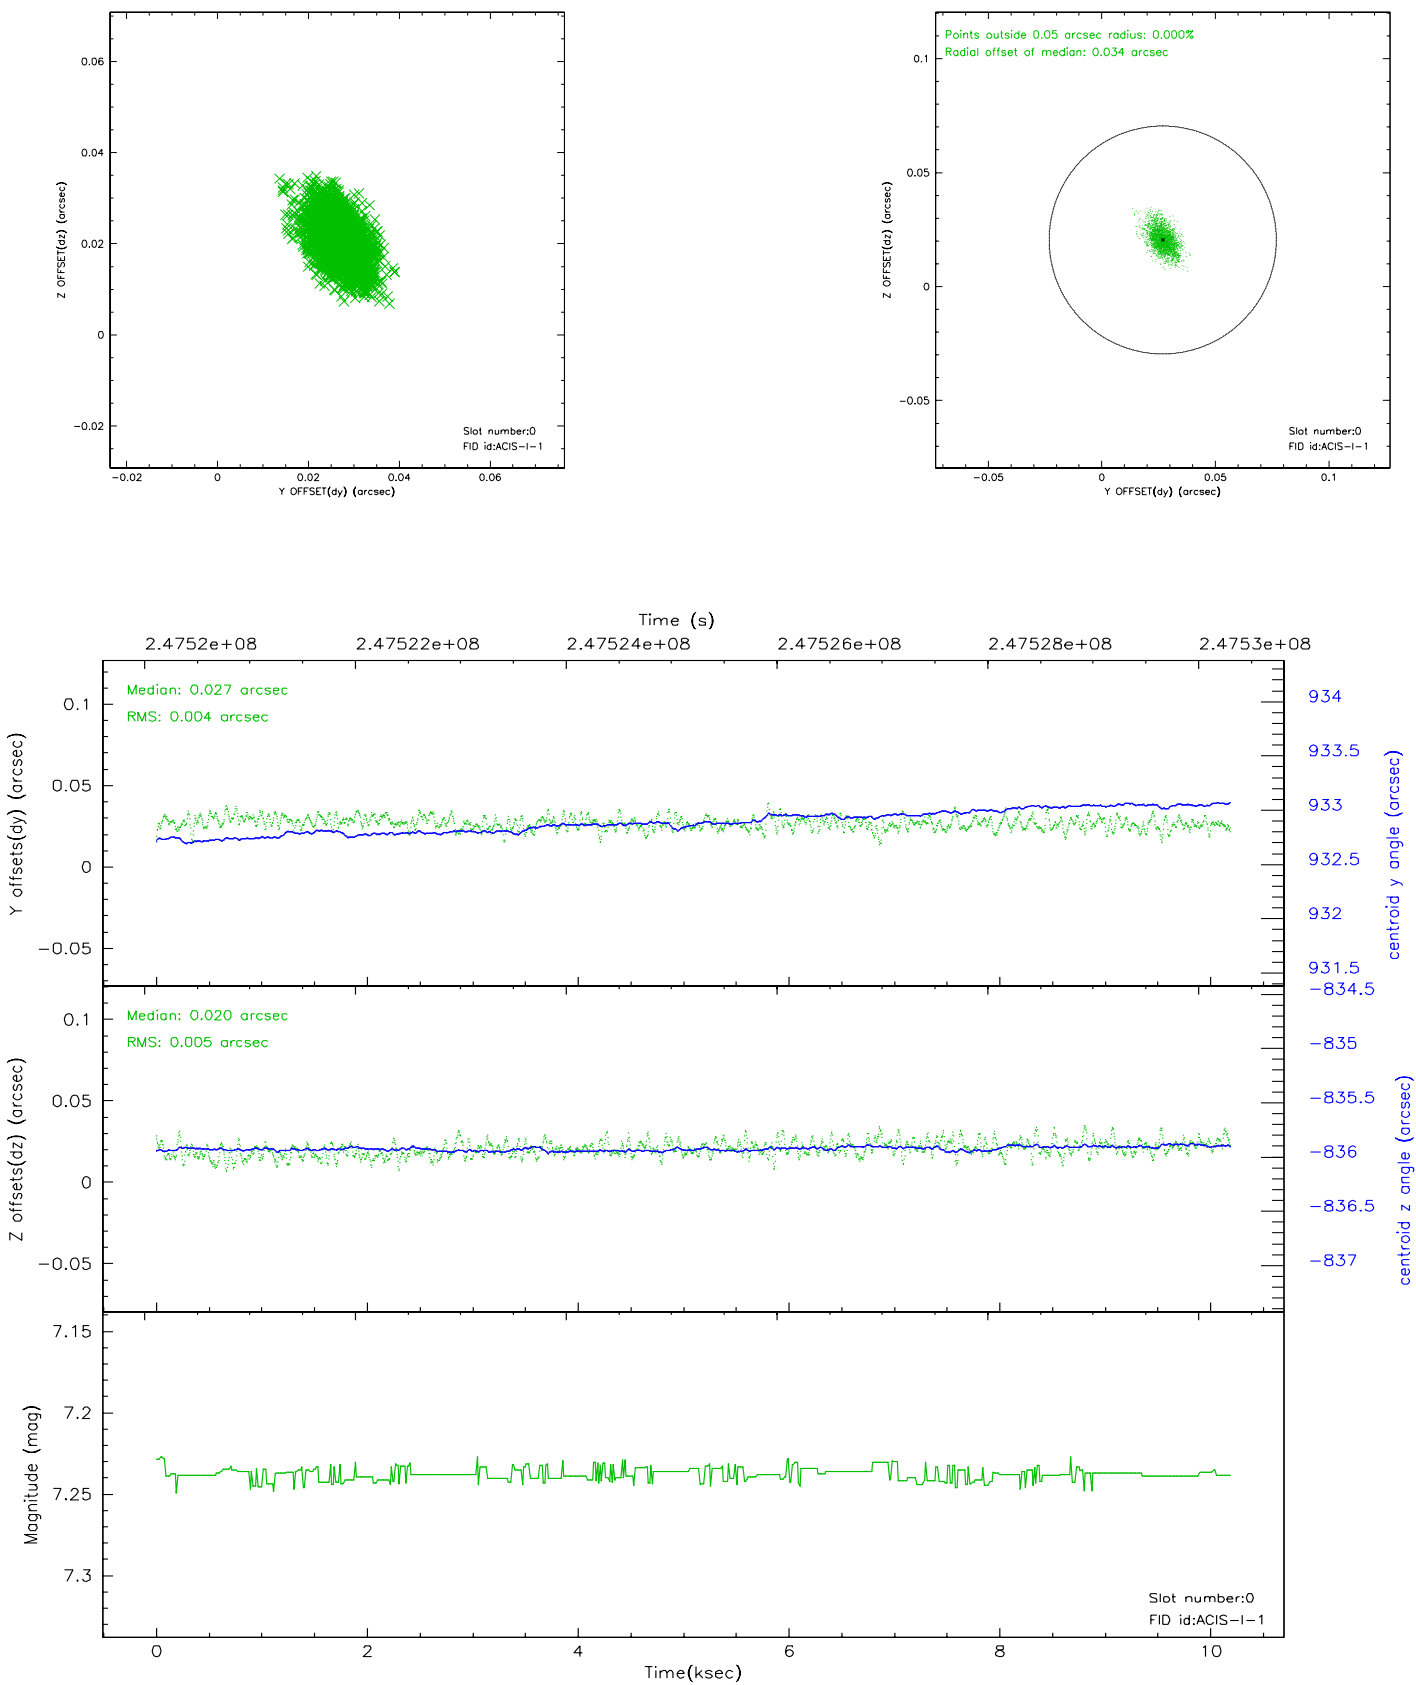 0.06
0.04
0.02
0
-0.02
Z OFFSET(dz) (arcsec)
-0.02 0 0.02 0.04 0.06
Y OFFSET(dy) (arcsec)
Slot number:0
FID id:ACIS-I-1
Points outside 0.05 arcsec radius: 0.000%
Radial offset of median: 0.034 arcsec
0.1
0.05
0
-0.05
Z OFFSET(dz) (arcsec)
-0.05 0 0.05 0.1
Y OFFSET(dy) (arcsec)
Slot number:0
FID id:ACIS-I-1
Time (s)
2.4752e+08 2.47522e+08 2.47524e+08 2.47526e+08 2.47528e+08 2.4753e+08
Median: 0.027 arcsec
RMS: 0.004 arcsec
0.1
0.05
0
-0.05
Y offsets(dy) (arcsec)
934
933.5
933
932.5
932
931.5
centroid y angle (arcsec)
Median: 0.020 arcsec
RMS: 0.005 arcsec
0.1
0.05
0
-0.05
Z offsets(dz) (arcsec)
-834.5
-835
-835.5
-836
-836.5
-837
centroid z angle (arcsec)
7.15
7.2
7.25
7.3
Magnitude (mag)
Slot number:0
FID id:ACIS-I-1
0 2 4 6 8 10
Time(ksec)